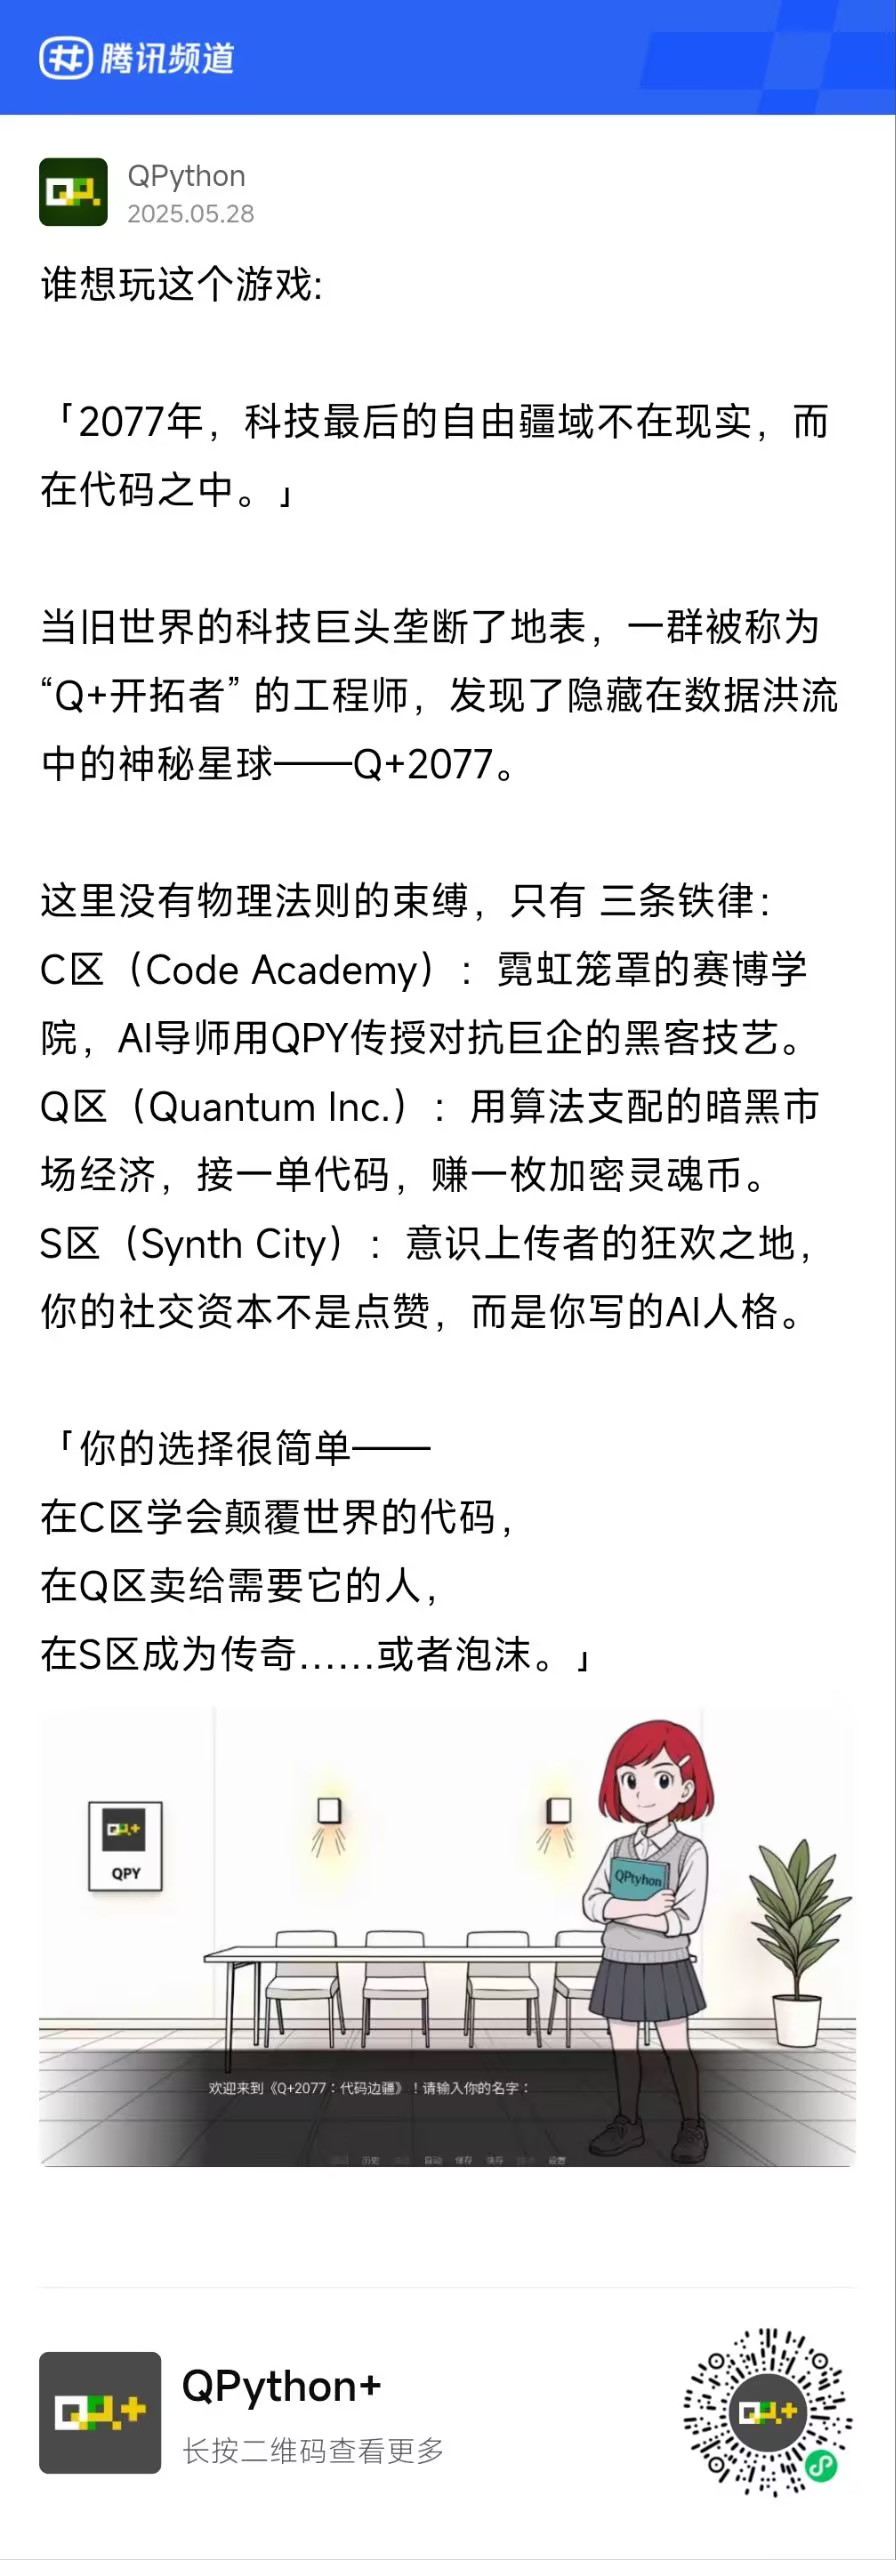 腾讯频道
QPython
2025.05.28
谁想玩这个游戏:
「2077年，科技最后的自由疆域不在现实，而
在代码之中。」
当旧世界的科技巨头垄断了地表，一群被称为
“Q+开拓者” 的工程师，发现了隐藏在数据洪流
中的神秘星球——Q+2077。
这里没有物理法则的束缚，只有 三条铁律：
C区（Code Academy）：霓虹笼罩的赛博学
院，AI导师用QPY传授对抗巨企的黑客技艺。
Q区（Quantum Inc.）：用算法支配的暗黑市
场经济，接一单代码，赚一枚加密灵魂币。
S区（Synth City）：意识上传者的狂欢之地，
你的社交资本不是点赞，而是你写的AI人格。
「你的选择很简单——
在C区学会颠覆世界的代码，
在Q区卖给需要它的人，
在S区成为传奇……或者泡沫。」
QPY
QPtyhon
欢迎来到《Q+2077：代码边疆》！请输入你的名字：
历史 自动 储存 快存 设置
QPython+
长按二维码查看更多